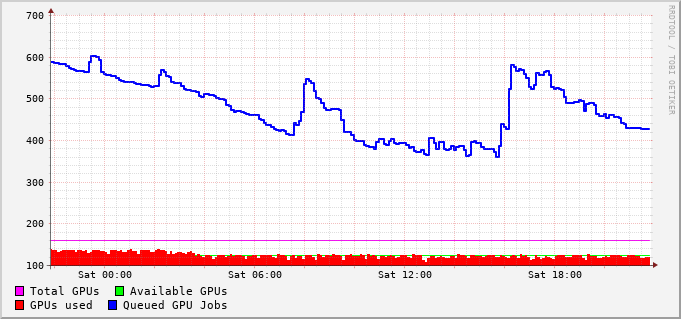 RRDTOOL / TOBI OETIKER
700
600
500
400
300
200
100
Sat 00:00 Sat 06:00 Sat 12:00 Sat 18:00
Total GPUs Available GPUs
GPUs used Queued GPU Jobs